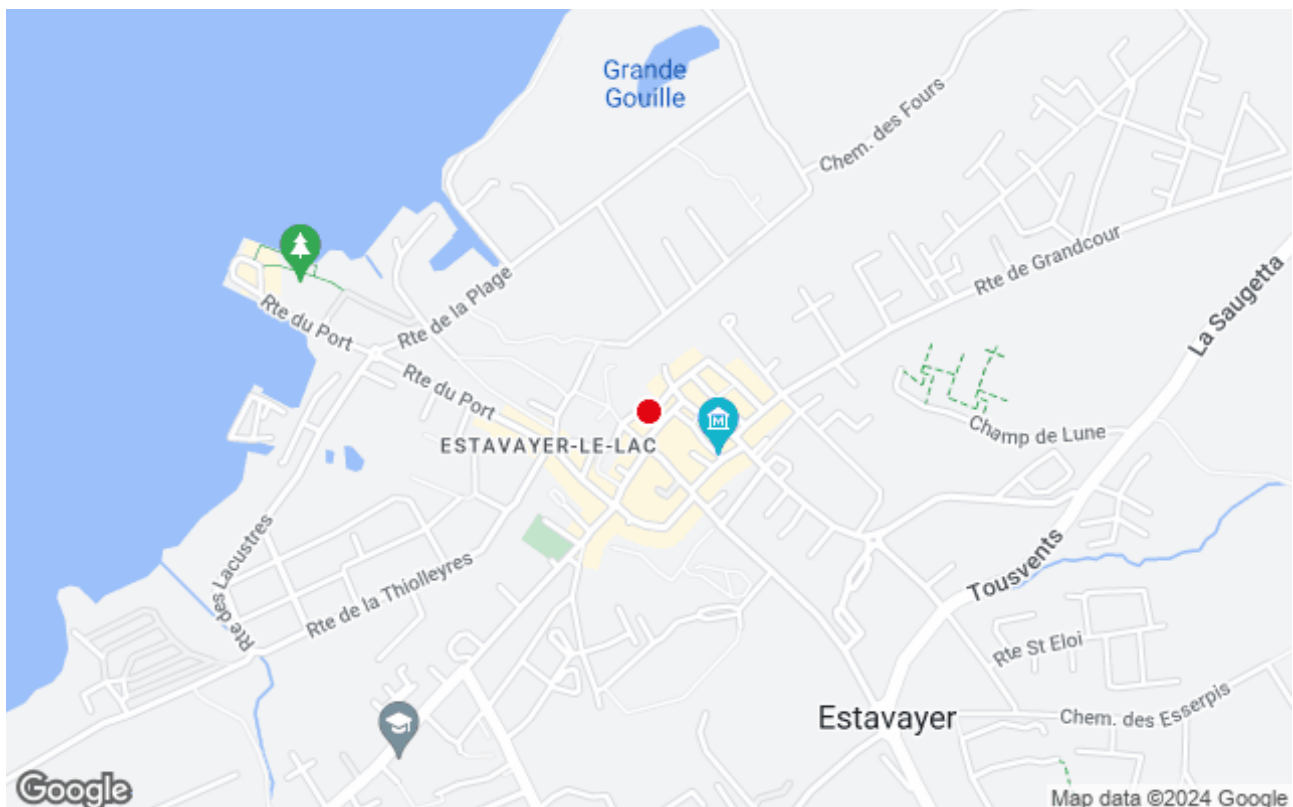 Grande
Gouille
Chem. des Fours
Rte de Grandcour
La Saugetta
Rte de la Plage
Rte du Port
Rte du Port
ESTAVAYER-LE-LAC
Champ de Lune
Rte des Lacustres
Rte de la Thiolleyres
Tousvents
Rte St Eloi
Estavayer
Chem. des Esserpis
M
Google
Map data ©2024 Google